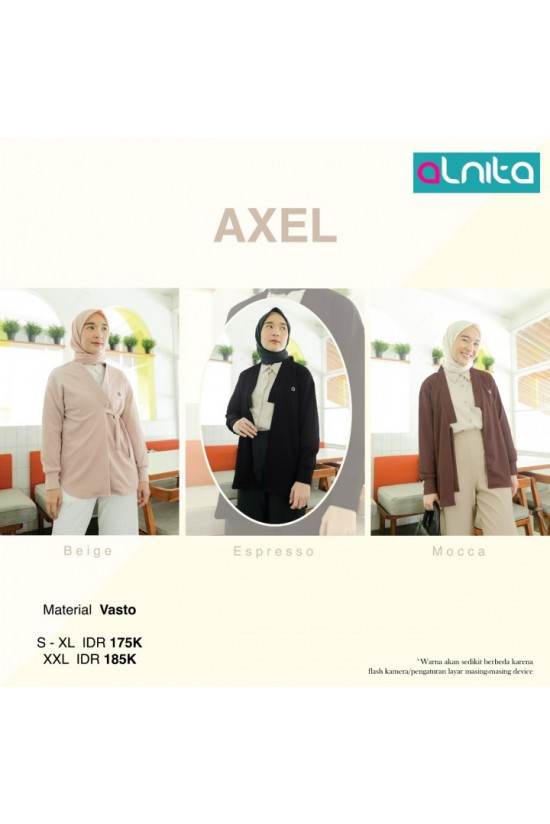 alnita
AXEL
Beige
Espresso
Mocca
Material Vasto
S - XL IDR 175K
XXL IDR 185K
*Warna akan sedikit berbeda karena
flash kamera/pengaturan layar masing-masing device